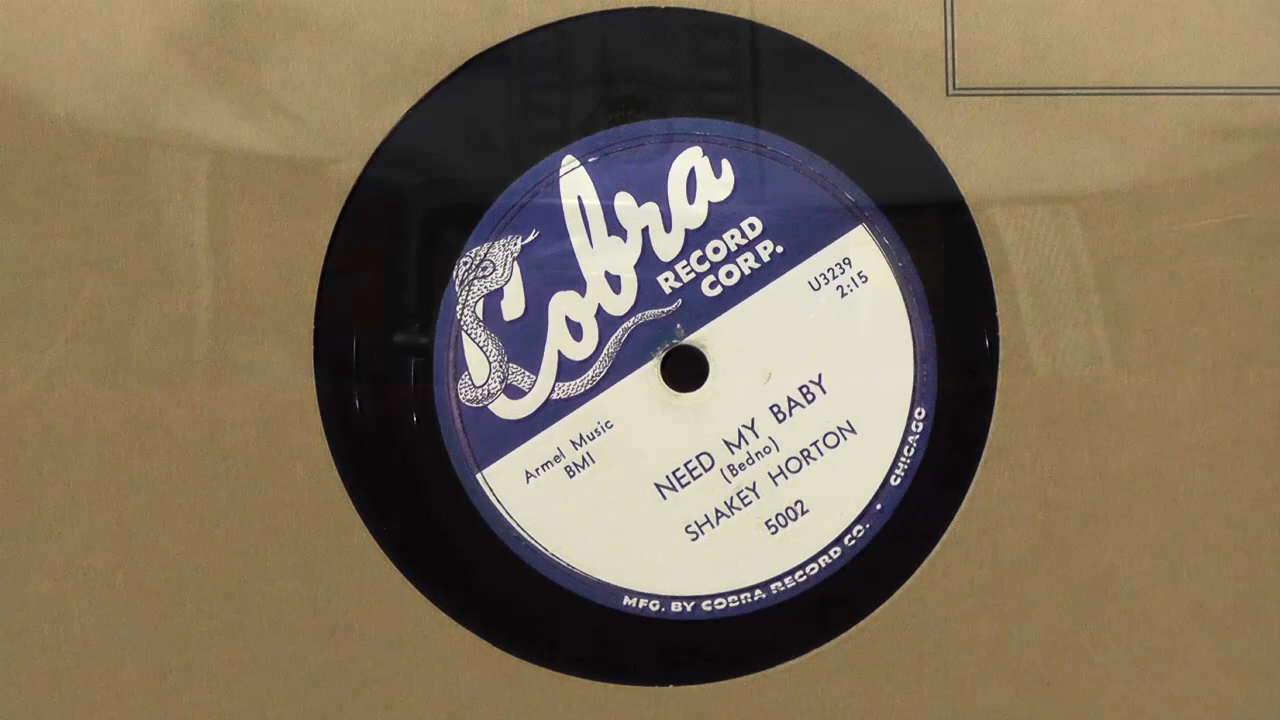 Cobra
RECORD
CORP.
U3239
2:15
Armel Music
BMI
NEED MY BABY
(Bedno)
SHAKEY HORTON
5002
MFG. BY COBRA RECORD CO. • CHICAGO